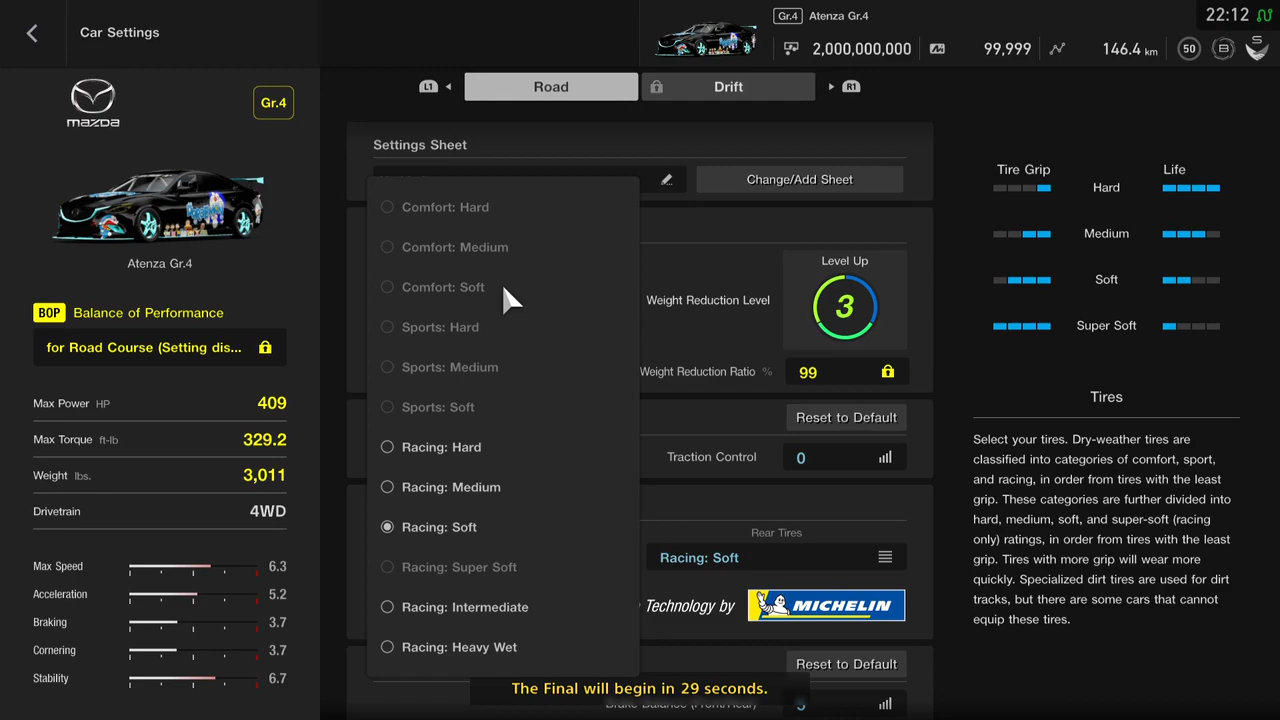 Car Settings
Gr.4 Atenza Gr.4
2,000,000,000 99,999 146.4 km 50 B S
22:12
mazda
Gr.4
Atenza Gr.4
BOP Balance of Performance
for Road Course (Setting dis...
Max Power HP 409
Max Torque ft-lb 329.2
Weight lbs. 3,011
Drivetrain 4WD
Max Speed 6.3
Acceleration 5.2
Braking 3.7
Cornering 3.7
Stability 6.7
L1 Road Drift R1
Settings Sheet
Change/Add Sheet
Comfort: Hard
Comfort: Medium
Comfort: Soft
Sports: Hard
Sports: Medium
Sports: Soft
Racing: Hard
Racing: Medium
Racing: Soft
Racing: Super Soft
Racing: Intermediate
Racing: Heavy Wet
Level Up
Weight Reduction Level 3
Weight Reduction Ratio % 99
Reset to Default
Traction Control 0
Rear Tires
Racing: Soft
Technology by MICHELIN
Reset to Default
Brake Balance (Front/Rear)
The Final will begin in 29 seconds.
Tire Grip Life
Hard
Medium
Soft
Super Soft
Tires
Select your tires. Dry-weather tires are
classified into categories of comfort, sport,
and racing, in order from tires with the least
grip. These categories are further divided into
hard, medium, soft, and super-soft (racing
only) ratings, in order from tires with the least
grip. Tires with more grip will wear more
quickly. Specialized dirt tires are used for dirt
tracks, but there are some cars that cannot
equip these tires.